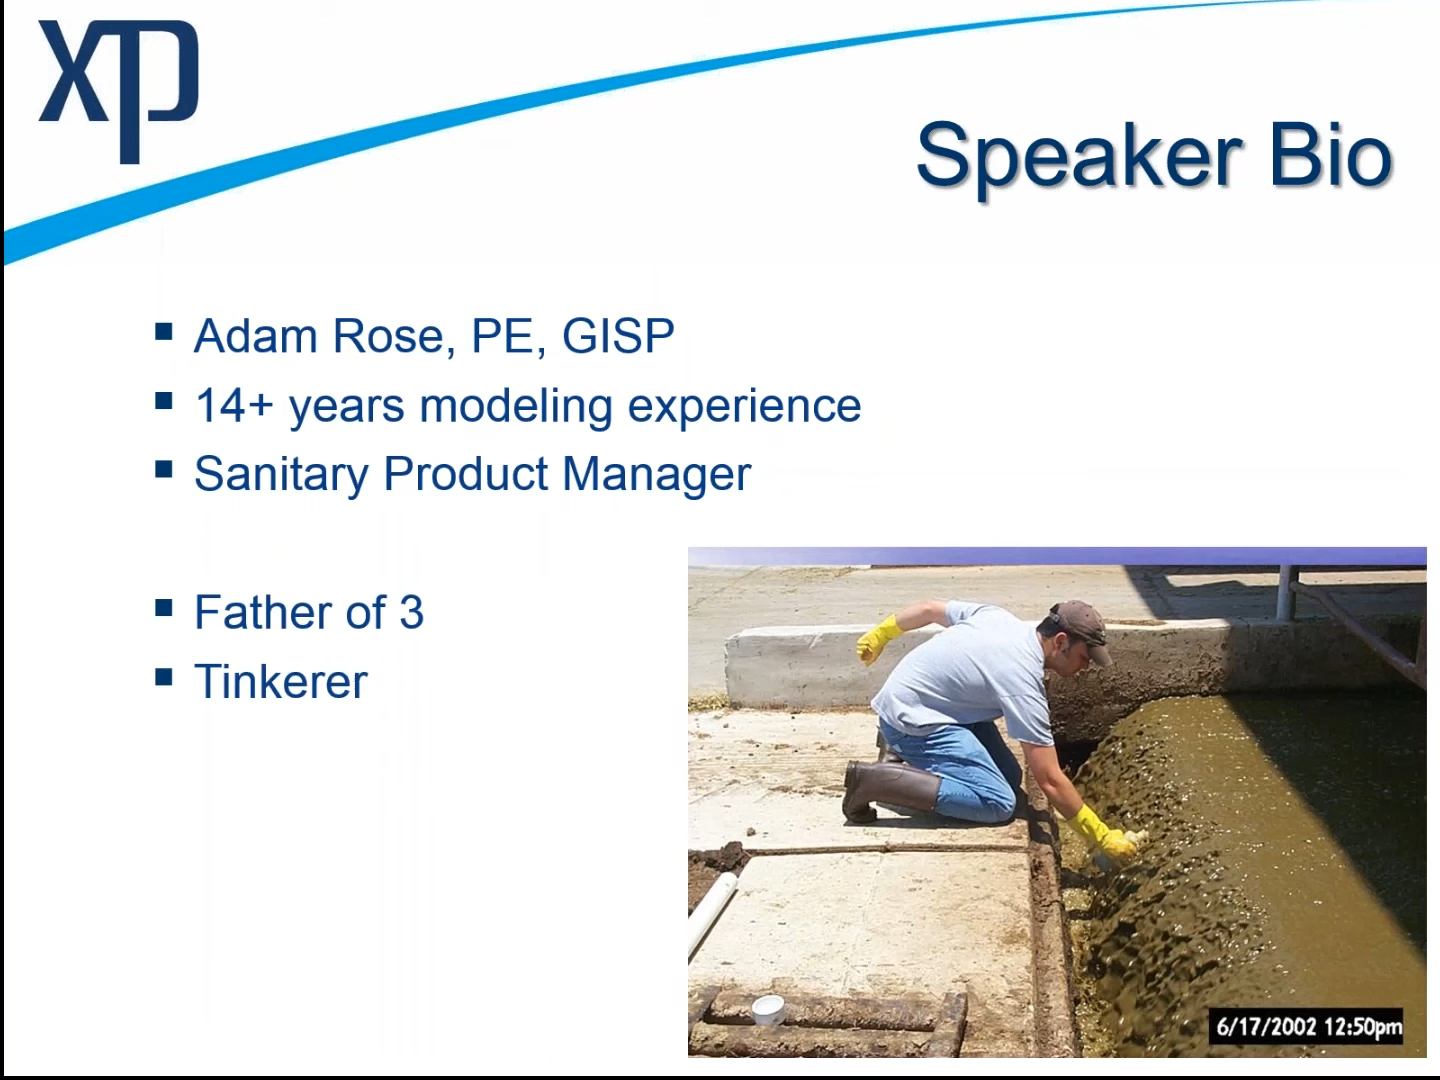 xp
Speaker Bio
Adam Rose, PE, GISP
14+ years modeling experience
Sanitary Product Manager
Father of 3
Tinkerer
6/17/2002 12:50pm